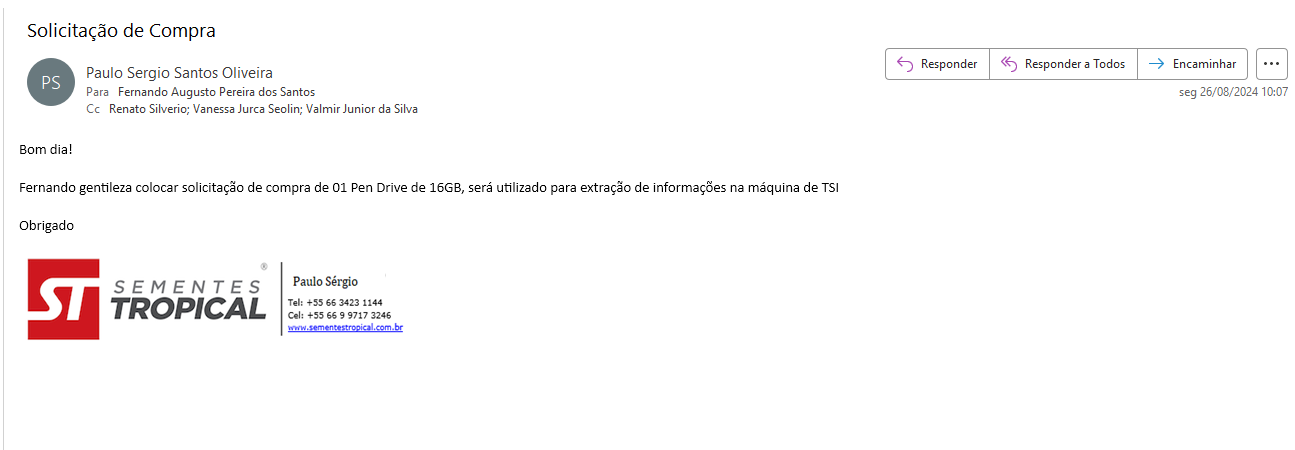 Solicitação de Compra
PS
Paulo Sergio Santos Oliveira
Para Fernando Augusto Pereira dos Santos
Cc Renato Silverio; Vanessa Jurca Seolin; Valmir Junior da Silva
Responder
Responder a Todos
Encaminhar
seg 26/08/2024 10:07
Bom dia!
Fernando gentileza colocar solicitação de compra de 01 Pen Drive de 16GB, será utilizado para extração de informações na máquina de TSI
Obrigado
ST
SEMENTES ®
TROPICAL
Paulo Sérgio
Tel: +55 66 3423 1144
Cel: +55 66 9 9717 3246
www.sementestropical.com.br